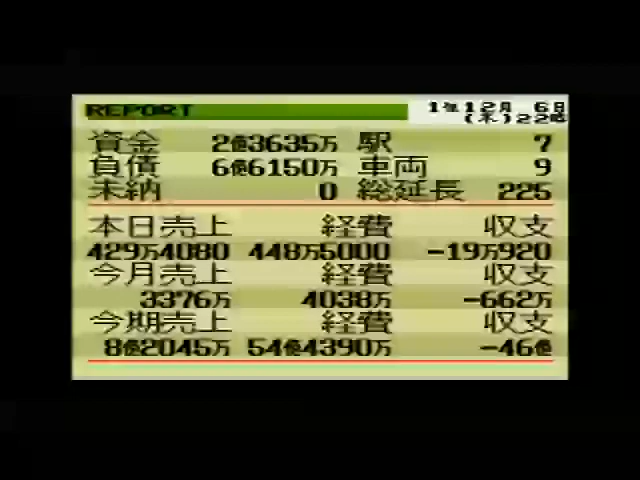 REPORT 1年12月 6日
(木)22時
資金 2億3635万 駅 7
負債 6億6150万 車両 9
未納 0 総延長 225
本日売上 経費 収支
429万4080 448万5000 -19万920
今月売上 経費 収支
3376万 4038万 -662万
今期売上 経費 収支
8億2045万 54億4390万 -46億